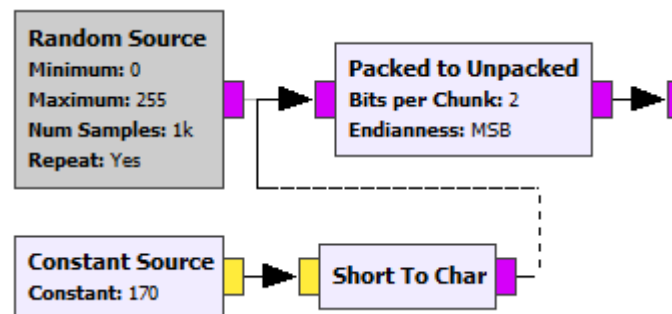 Random Source
Minimum: 0
Maximum: 255
Num Samples: 1k
Repeat: Yes
Packed to Unpacked
Bits per Chunk: 2
Endianness: MSB
Constant Source
Constant: 170
Short To Char